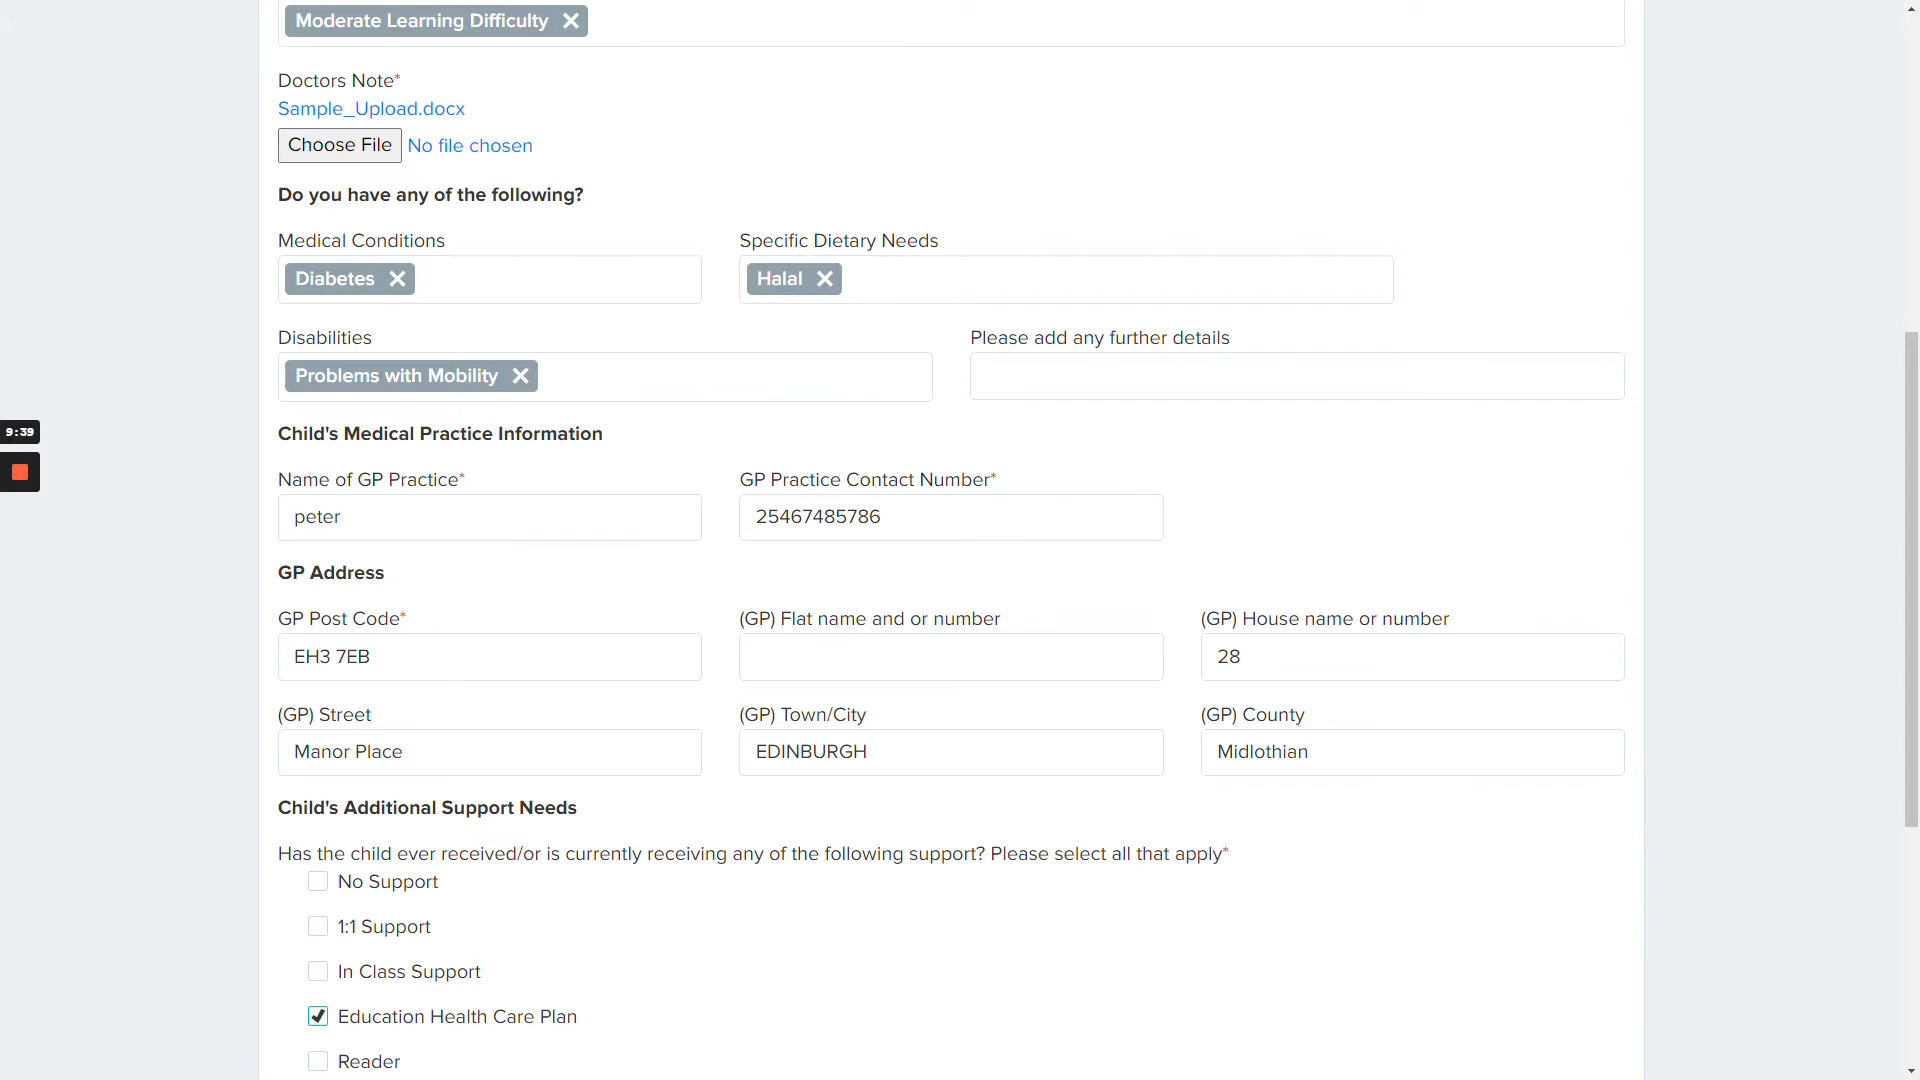 Moderate Learning Difficulty
Doctors Note*
Sample_Upload.docx
Choose File No file chosen
Do you have any of the following?
Medical Conditions
Specific Dietary Needs
Diabetes
Halal
Disabilities
Please add any further details
Problems with Mobility
9:39
Child's Medical Practice Information
Name of GP Practice*
GP Practice Contact Number*
peter
25467485786
GP Address
GP Post Code*
(GP) Flat name and or number
(GP) House name or number
EH3 7EB
28
(GP) Street
(GP) Town/City
(GP) County
Manor Place
EDINBURGH
Midlothian
Child's Additional Support Needs
Has the child ever received/or is currently receiving any of the following support? Please select all that apply*
No Support
1:1 Support
In Class Support
Education Health Care Plan
Reader